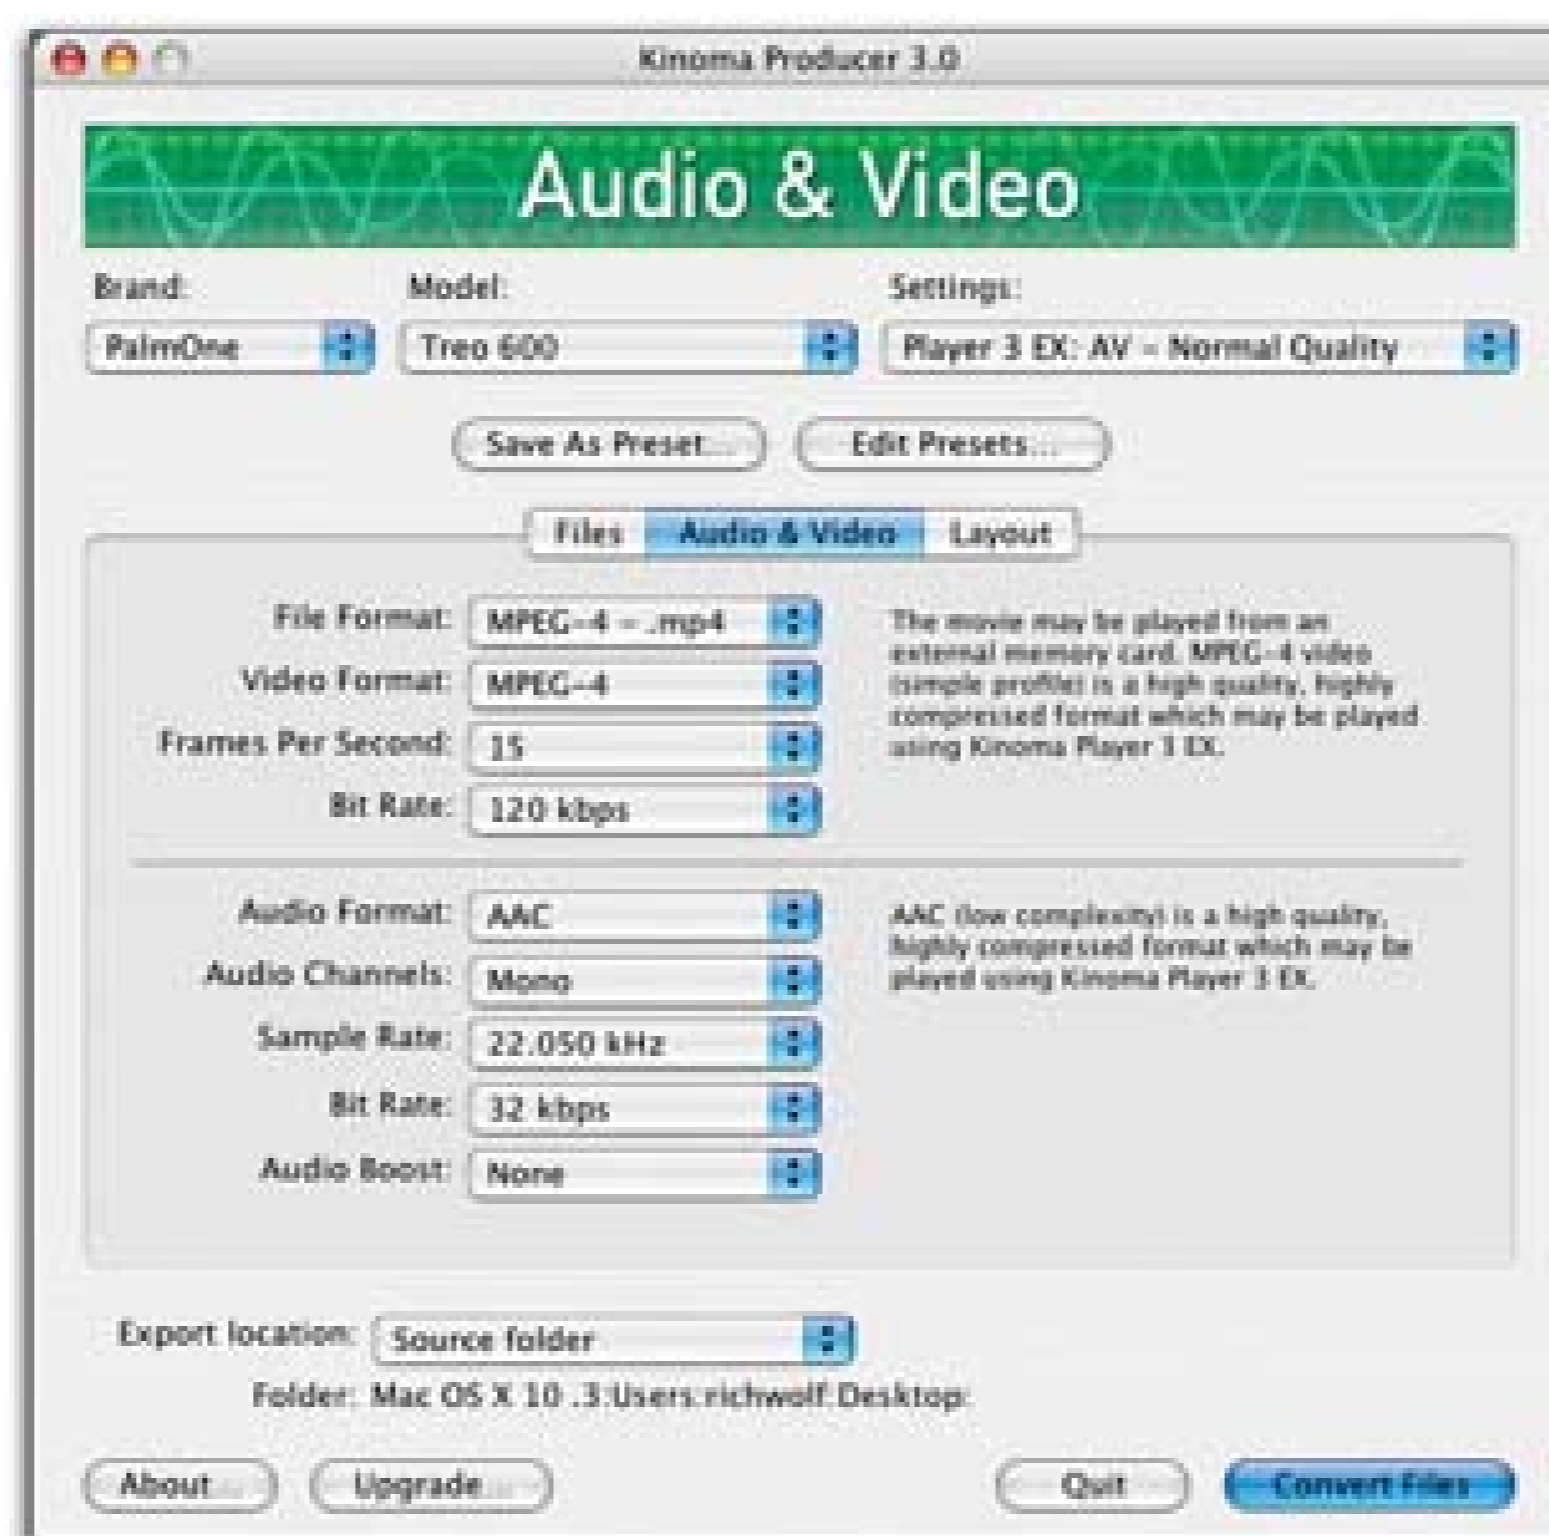 Kinoma Producer 3.0
Audio & Video
Brand: Model: Settings:
PalmOne Treo 600 Player 3 EX: AV – Normal Quality
Save As Preset... Edit Presets...
Files Audio & Video Layout
File Format: MPEG-4 – .mp4
Video Format: MPEG-4
Frames Per Second: 15
Bit Rate: 120 kbps
The movie may be played from an
external memory card. MPEG-4 video
(simple profile) is a high quality, highly
compressed format which may be played
using Kinoma Player 3 EX.
Audio Format: AAC
Audio Channels: Mono
Sample Rate: 22.050 kHz
Bit Rate: 32 kbps
Audio Boost: None
AAC (low complexity) is a high quality,
highly compressed format which may be
played using Kinoma Player 3 EX.
Export location: Source folder
Folder: Mac OS X 10 .3:Users:richwolf:Desktop:
About... Upgrade... Quit Convert Files